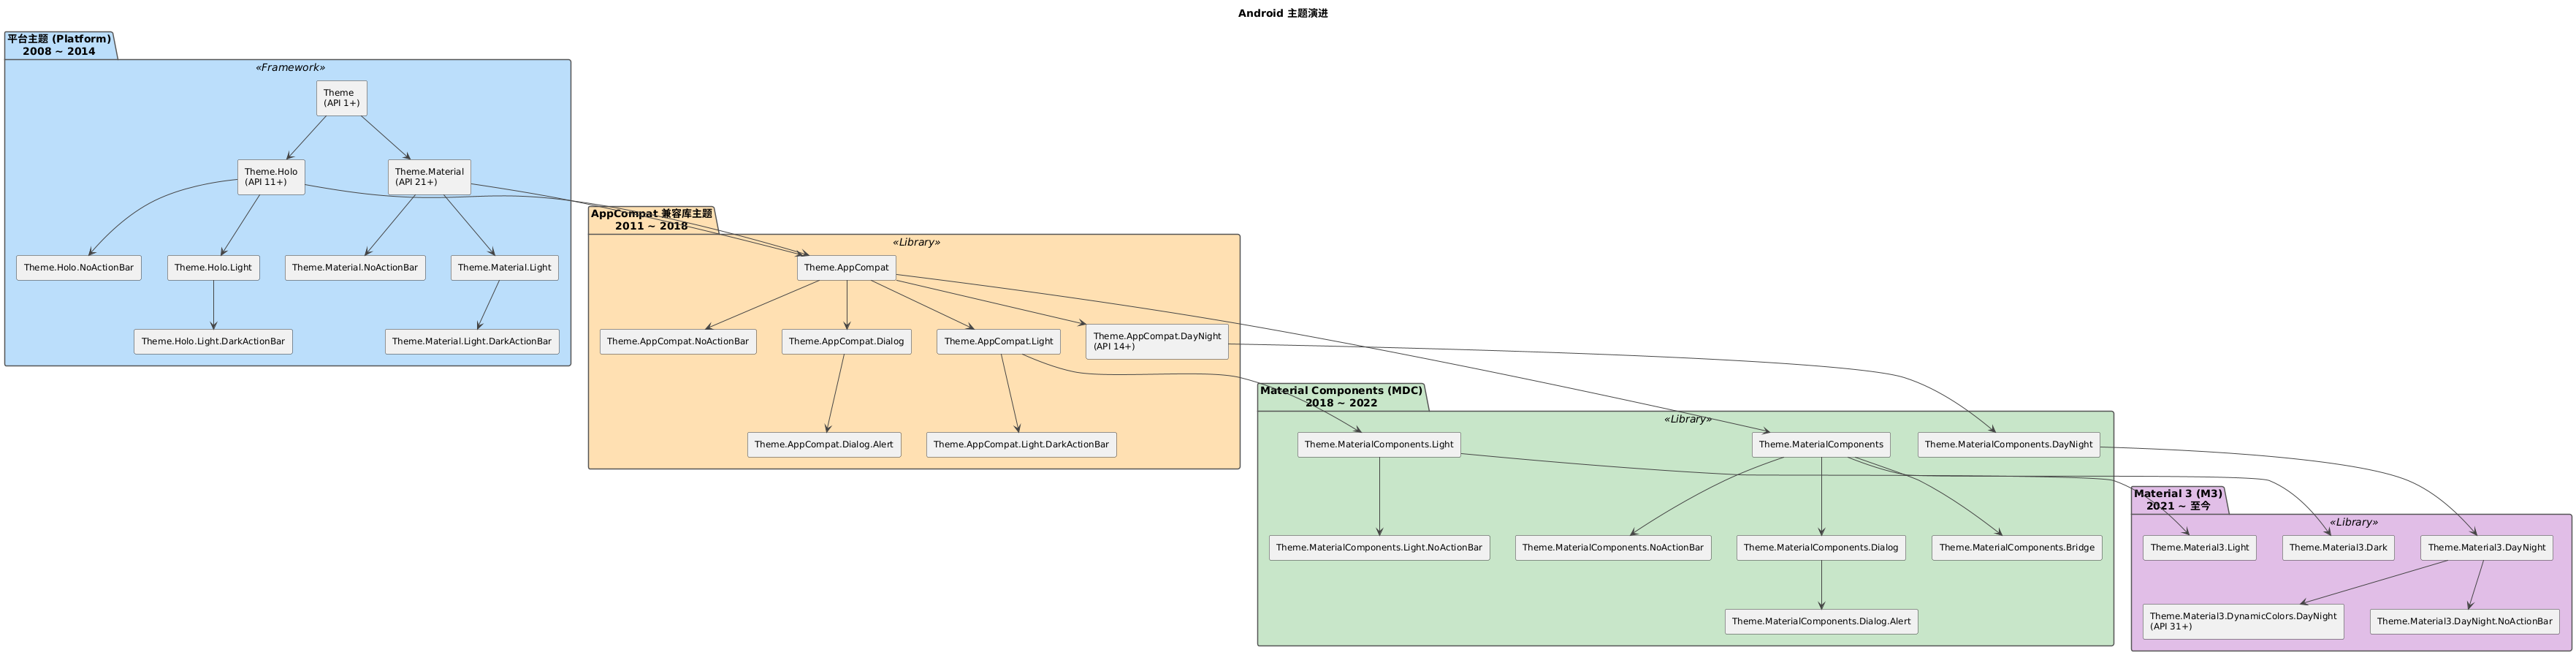 Android 主题演进
平台主题 (Platform)
2008 ~ 2014
«Framework»
Theme
(API 1+)
Theme.Holo
(API 11+)
Theme.Material
(API 21+)
Theme.Holo.NoActionBar
Theme.Holo.Light
Theme.Material.NoActionBar
Theme.Material.Light
Theme.Holo.Light.DarkActionBar
Theme.Material.Light.DarkActionBar
AppCompat 兼容库主题
2011 ~ 2018
«Library»
Theme.AppCompat
Theme.AppCompat.NoActionBar
Theme.AppCompat.Dialog
Theme.AppCompat.Light
Theme.AppCompat.DayNight
(API 14+)
Theme.AppCompat.Dialog.Alert
Theme.AppCompat.Light.DarkActionBar
Material Components (MDC)
2018 ~ 2022
«Library»
Theme.MaterialComponents.Light
Theme.MaterialComponents
Theme.MaterialComponents.DayNight
Theme.MaterialComponents.Light.NoActionBar
Theme.MaterialComponents.NoActionBar
Theme.MaterialComponents.Dialog
Theme.MaterialComponents.Bridge
Theme.MaterialComponents.Dialog.Alert
Material 3 (M3)
2021 ~ 至今
«Library»
Theme.Material3.Light
Theme.Material3.Dark
Theme.Material3.DayNight
Theme.Material3.DynamicColors.DayNight
(API 31+)
Theme.Material3.DayNight.NoActionBar